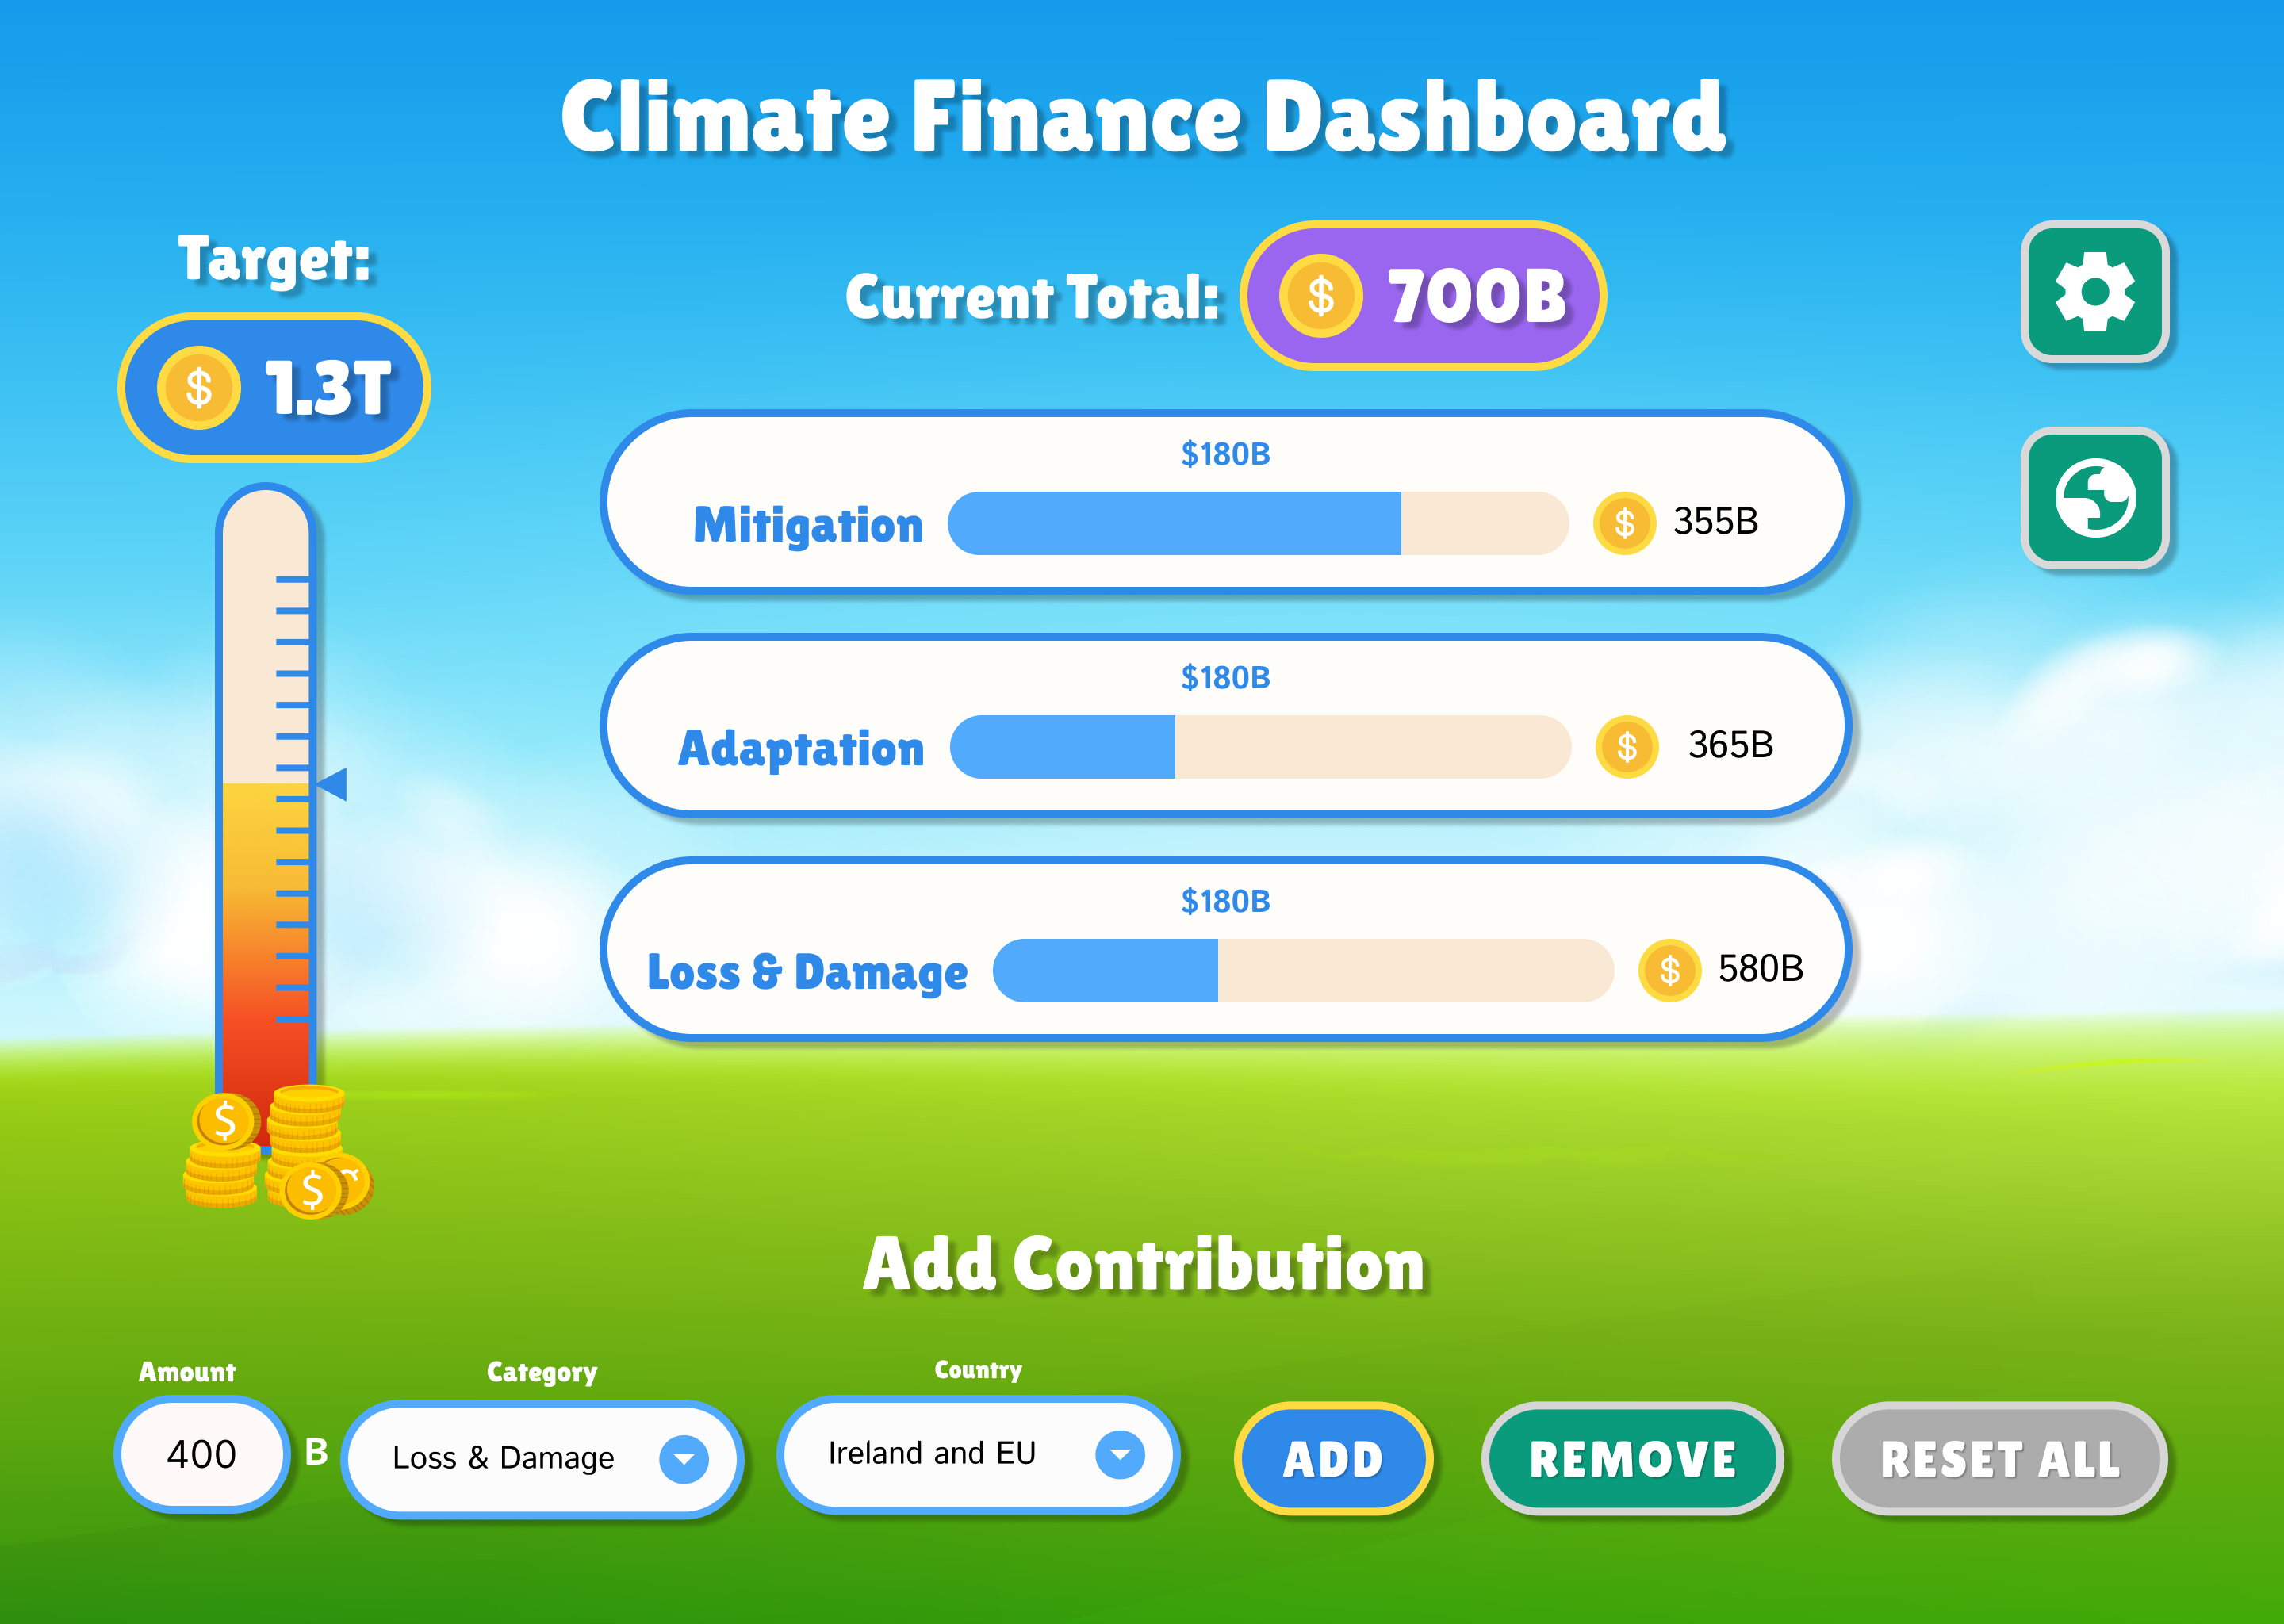 Climate Finance Dashboard
Target:
$ 1.3T
Current Total: $ 700B
$180B
Mitigation $ 355B
$180B
Adaptation $ 365B
$180B
Loss & Damage $ 580B
$
$
Add Contribution
Amount
400 B
Category
Loss & Damage
Country
Ireland and EU
ADD
REMOVE
RESET ALL